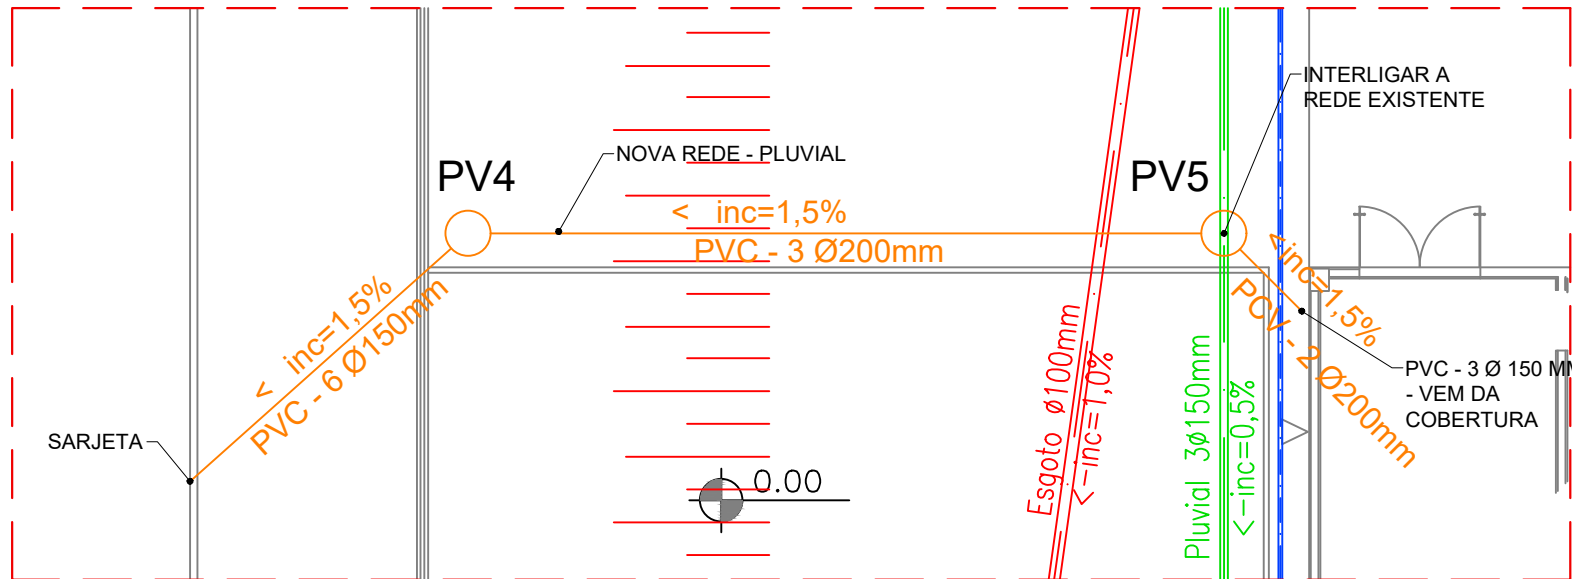 INTERLIGAR A
REDE EXISTENTE
NOVA REDE - PLUVIAL
PV4
PV5
< inc=1,5%
PVC - 3 Ø200mm
< inc=1,5%
PVC - 6 Ø150mm
<inc=1,5%
PCV - 2 Ø200mm
Esgoto ø100mm
<-inc=1,0%
Pluvial 3ø150mm
<-inc=0,5%
PVC - 3 Ø 150 MM
- VEM DA
COBERTURA
SARJETA
0.00